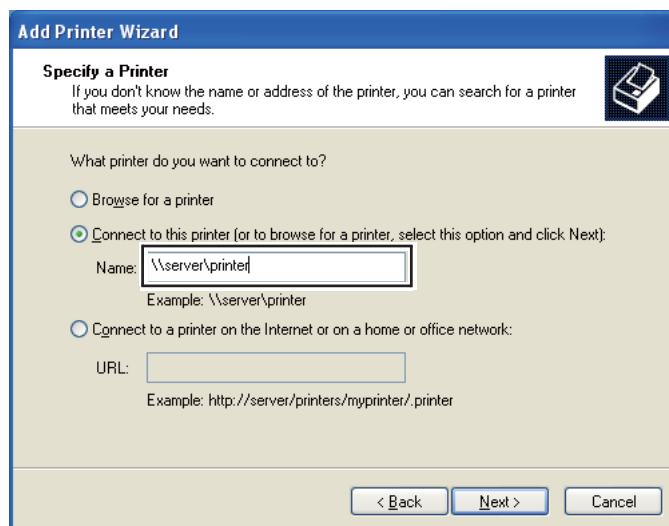 Add Printer Wizard
Specify a Printer
If you don't know the name or address of the printer, you can search for a printer
that meets your needs.
What printer do you want to connect to?
Browse for a printer
Connect to this printer (or to browse for a printer, select this option and click Next):
Name: \\server\printer
Example: \\server\printer
Connect to a printer on the Internet or on a home or office network:
URL:
Example: http://server/printers/myprinter/.printer
< Back Next > Cancel